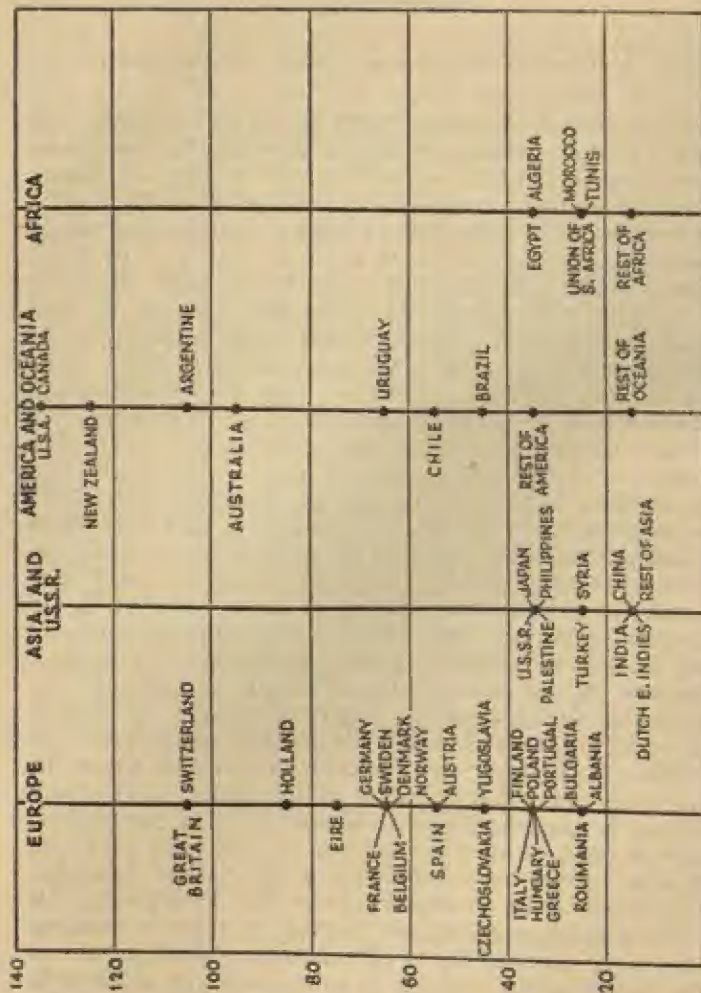 140
120
100
80
60
40
20
EUROPE
GREAT
BRITAIN
SWITZERLAND
HOLLAND
EIRE
FRANCE
BELGIUM
GERMANY
SWEDEN
DENMARK
NORWAY
SPAIN
AUSTRIA
CZECHOSLOVAKIA
YUGOSLAVIA
ITALY
HUNGARY
GREECE
FINLAND
POLAND
PORTUGAL
ROUMANIA
BULGARIA
ALBANIA
ASIA AND
U.S.S.R.
U.S.S.R.
JAPAN
PALESTINE
PHILIPPINES
TURKEY
SYRIA
INDIA
CHINA
DUTCH E. INDIES
REST OF ASIA
AMERICA AND OCEANIA
U.S.A.
CANADA
NEW ZEALAND
ARGENTINE
AUSTRALIA
URUGUAY
CHILE
BRAZIL
REST OF
AMERICA
REST OF
OCEANIA
AFRICA
EGYPT
ALGERIA
UNION OF
S. AFRICA
MOROCCO
TUNIS
REST OF
AFRICA